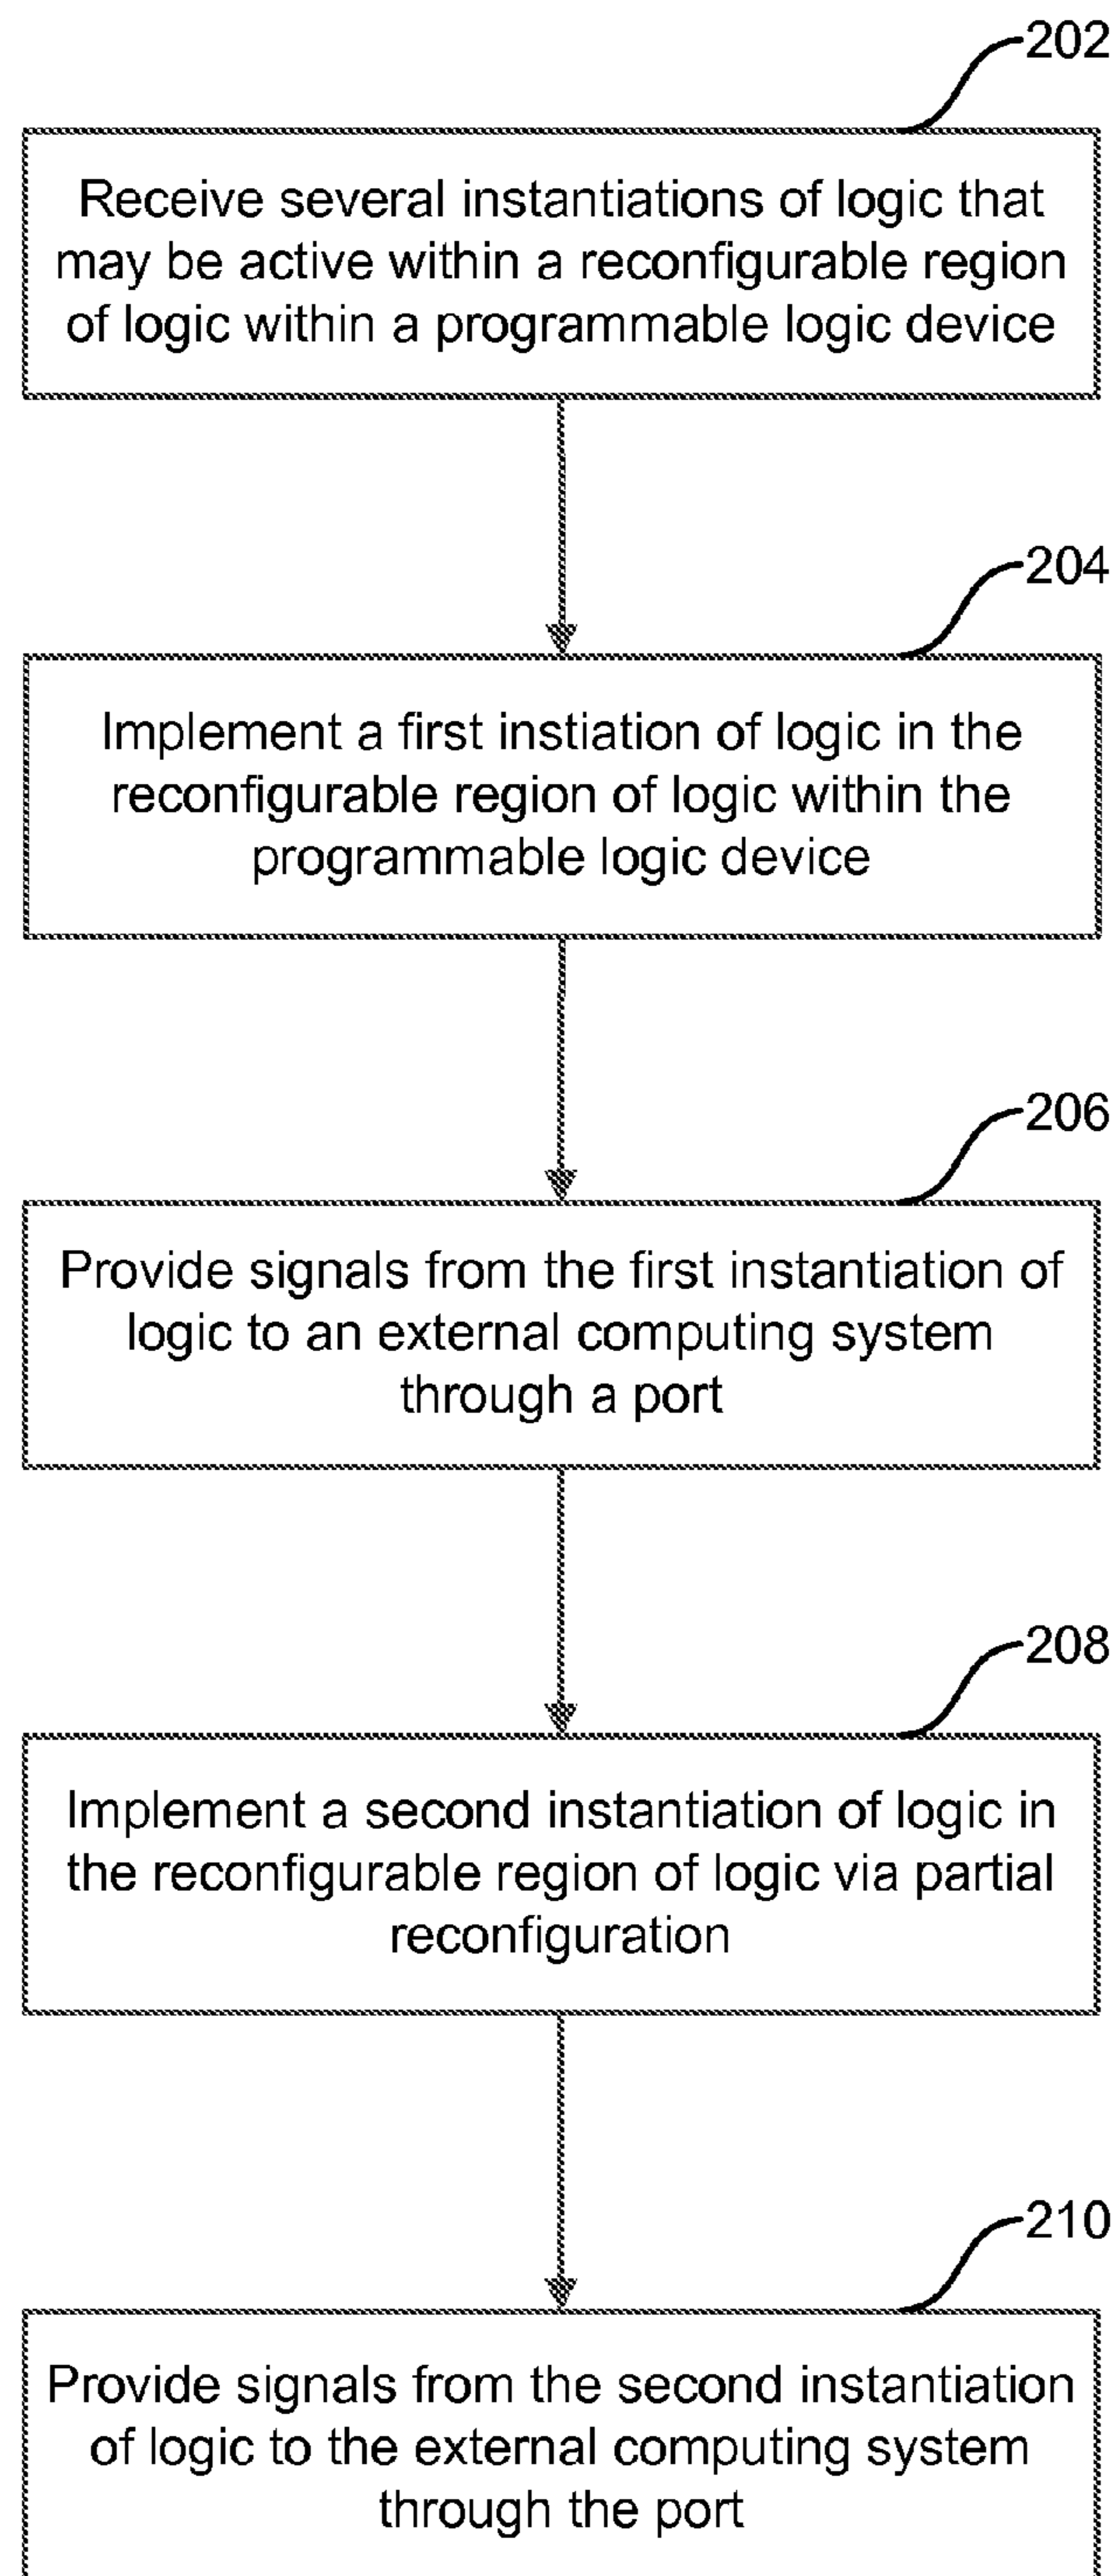 202
Receive several instantiations of logic that
may be active within a reconfigurable region
of logic within a programmable logic device
204
Implement a first instiation of logic in the
reconfigurable region of logic within the
programmable logic device
206
Provide signals from the first instantiation of
logic to an external computing system
through a port
208
Implement a second instantiation of logic in
the reconfigurable region of logic via partial
reconfiguration
210
Provide signals from the second instantiation
of logic to the external computing system
through the port